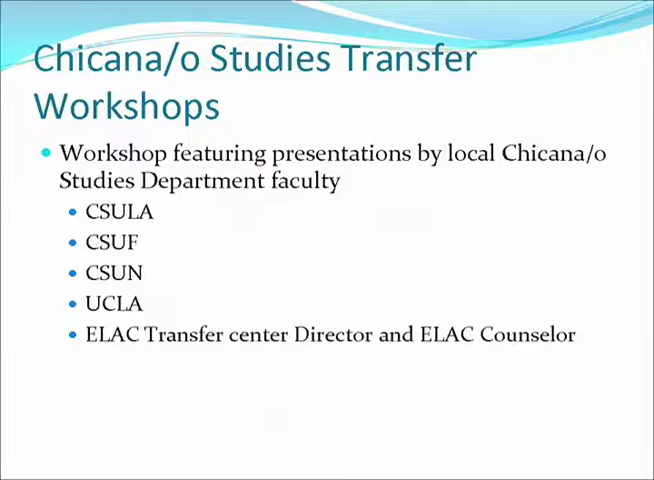 Chicana/o Studies Transfer
Workshops
Workshop featuring presentations by local Chicana/o
Studies Department faculty
CSULA
CSUF
CSUN
UCLA
ELAC Transfer center Director and ELAC Counselor